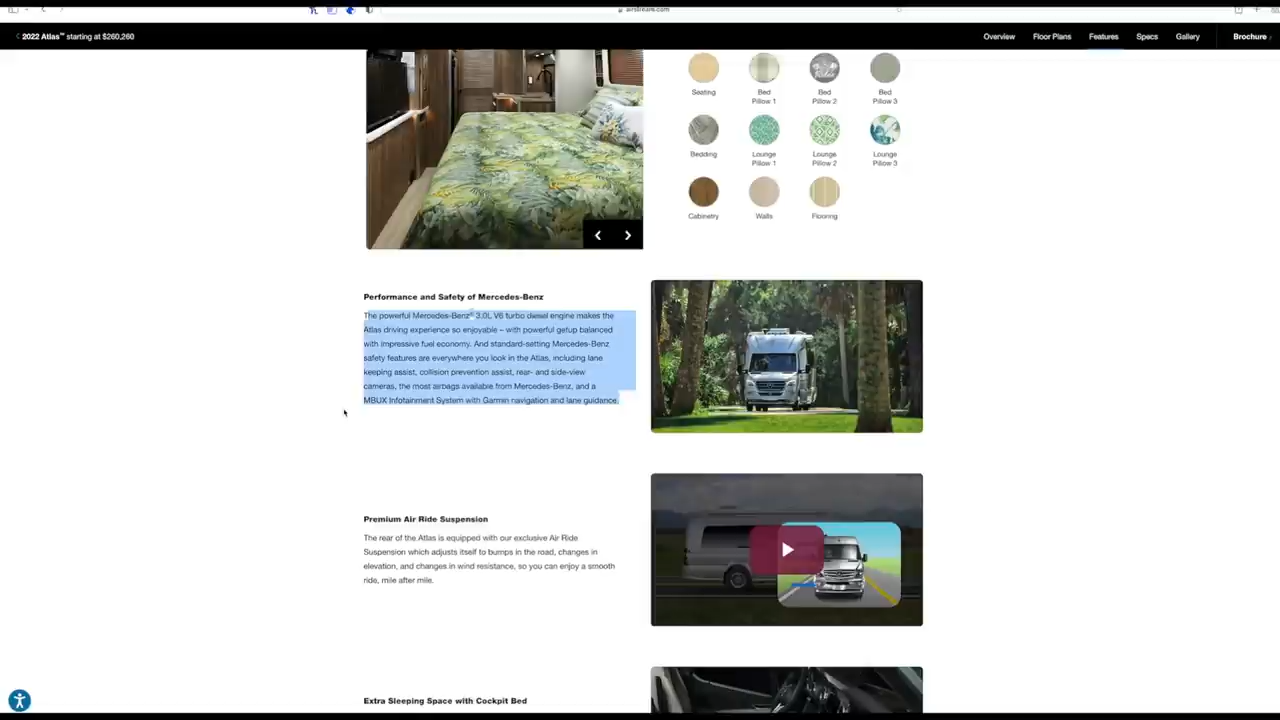 airstream.com
2022 Atlas™ starting at $260,260
Overview
Floor Plans
Features
Specs
Gallery
Brochure
Seating
Bed
Pillow 1
Bed
Pillow 2
Bed
Pillow 3
Bedding
Lounge
Pillow 1
Lounge
Pillow 2
Lounge
Pillow 3
Cabinetry
Walls
Flooring
Performance and Safety of Mercedes-Benz
The powerful Mercedes-Benz® 3.0L V6 turbo diesel engine makes the
Atlas driving experience so enjoyable – with powerful getup balanced
with impressive fuel economy. And standard-setting Mercedes-Benz
safety features are everywhere you look in the Atlas, including lane
keeping assist, collision prevention assist, rear- and side-view
cameras, the most airbags available from Mercedes-Benz, and a
MBUX Infotainment System with Garmin navigation and lane guidance.
Premium Air Ride Suspension
The rear of the Atlas is equipped with our exclusive Air Ride
Suspension which adjusts itself to bumps in the road, changes in
elevation, and changes in wind resistance, so you can enjoy a smooth
ride, mile after mile.
Extra Sleeping Space with Cockpit Bed